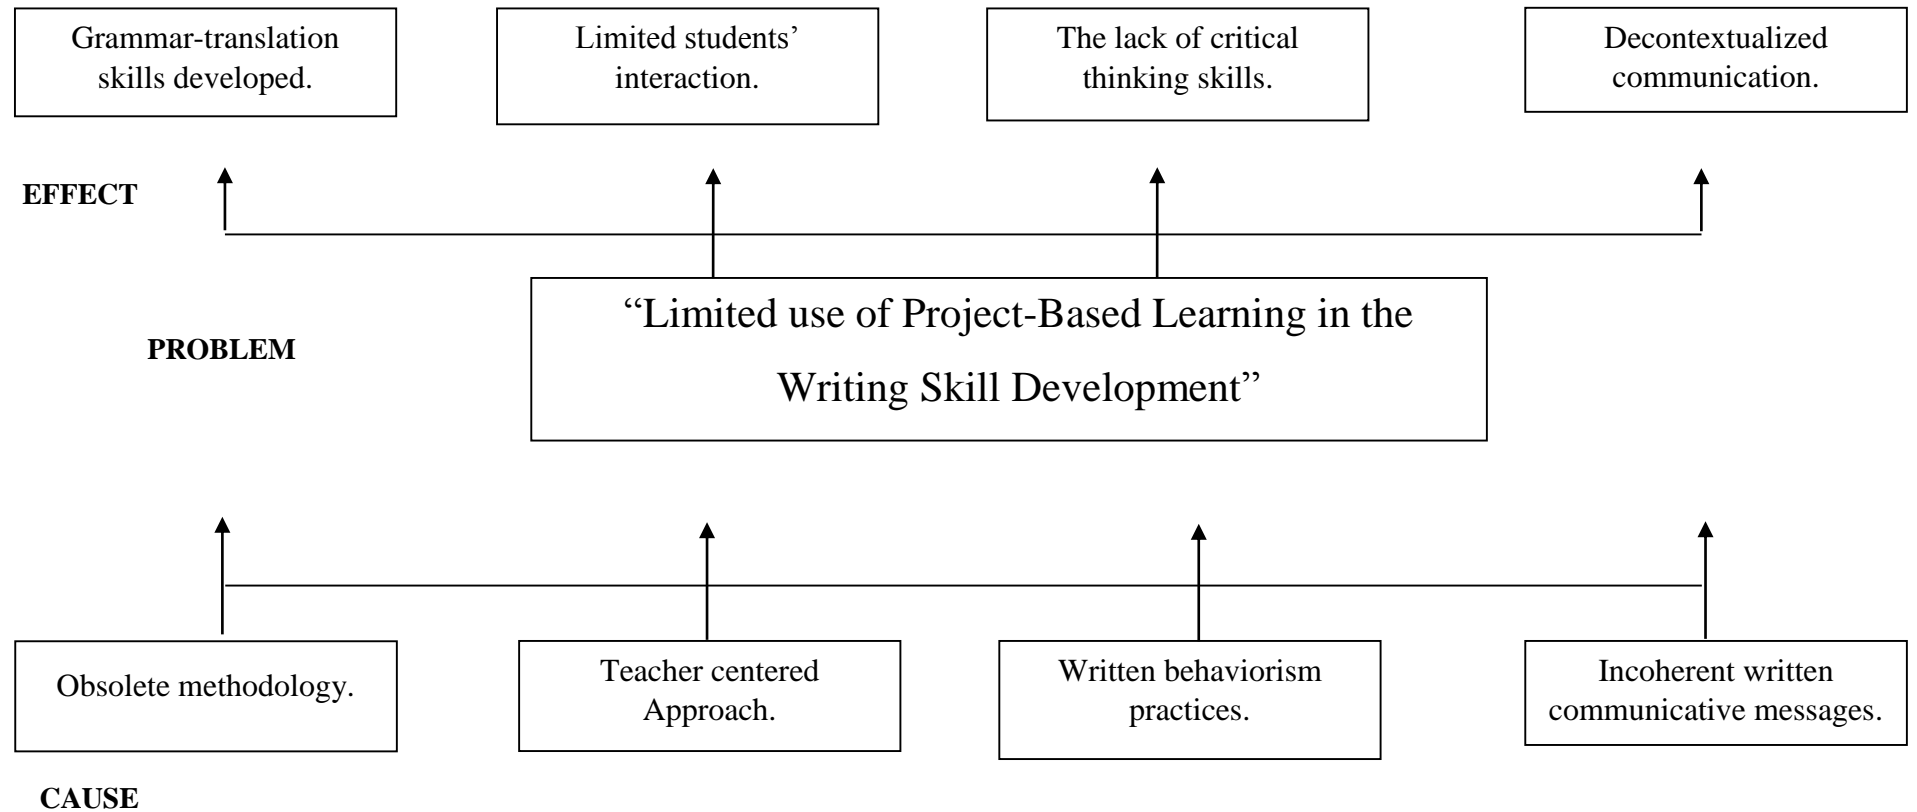 Grammar-translation
skills developed.
Limited students’
interaction.
The lack of critical
thinking skills.
Decontextualized
communication.
EFFECT
“Limited use of Project-Based Learning in the
Writing Skill Development”
PROBLEM
Obsolete methodology.
Teacher centered
Approach.
Written behaviorism
practices.
Incoherent written
communicative messages.
CAUSE